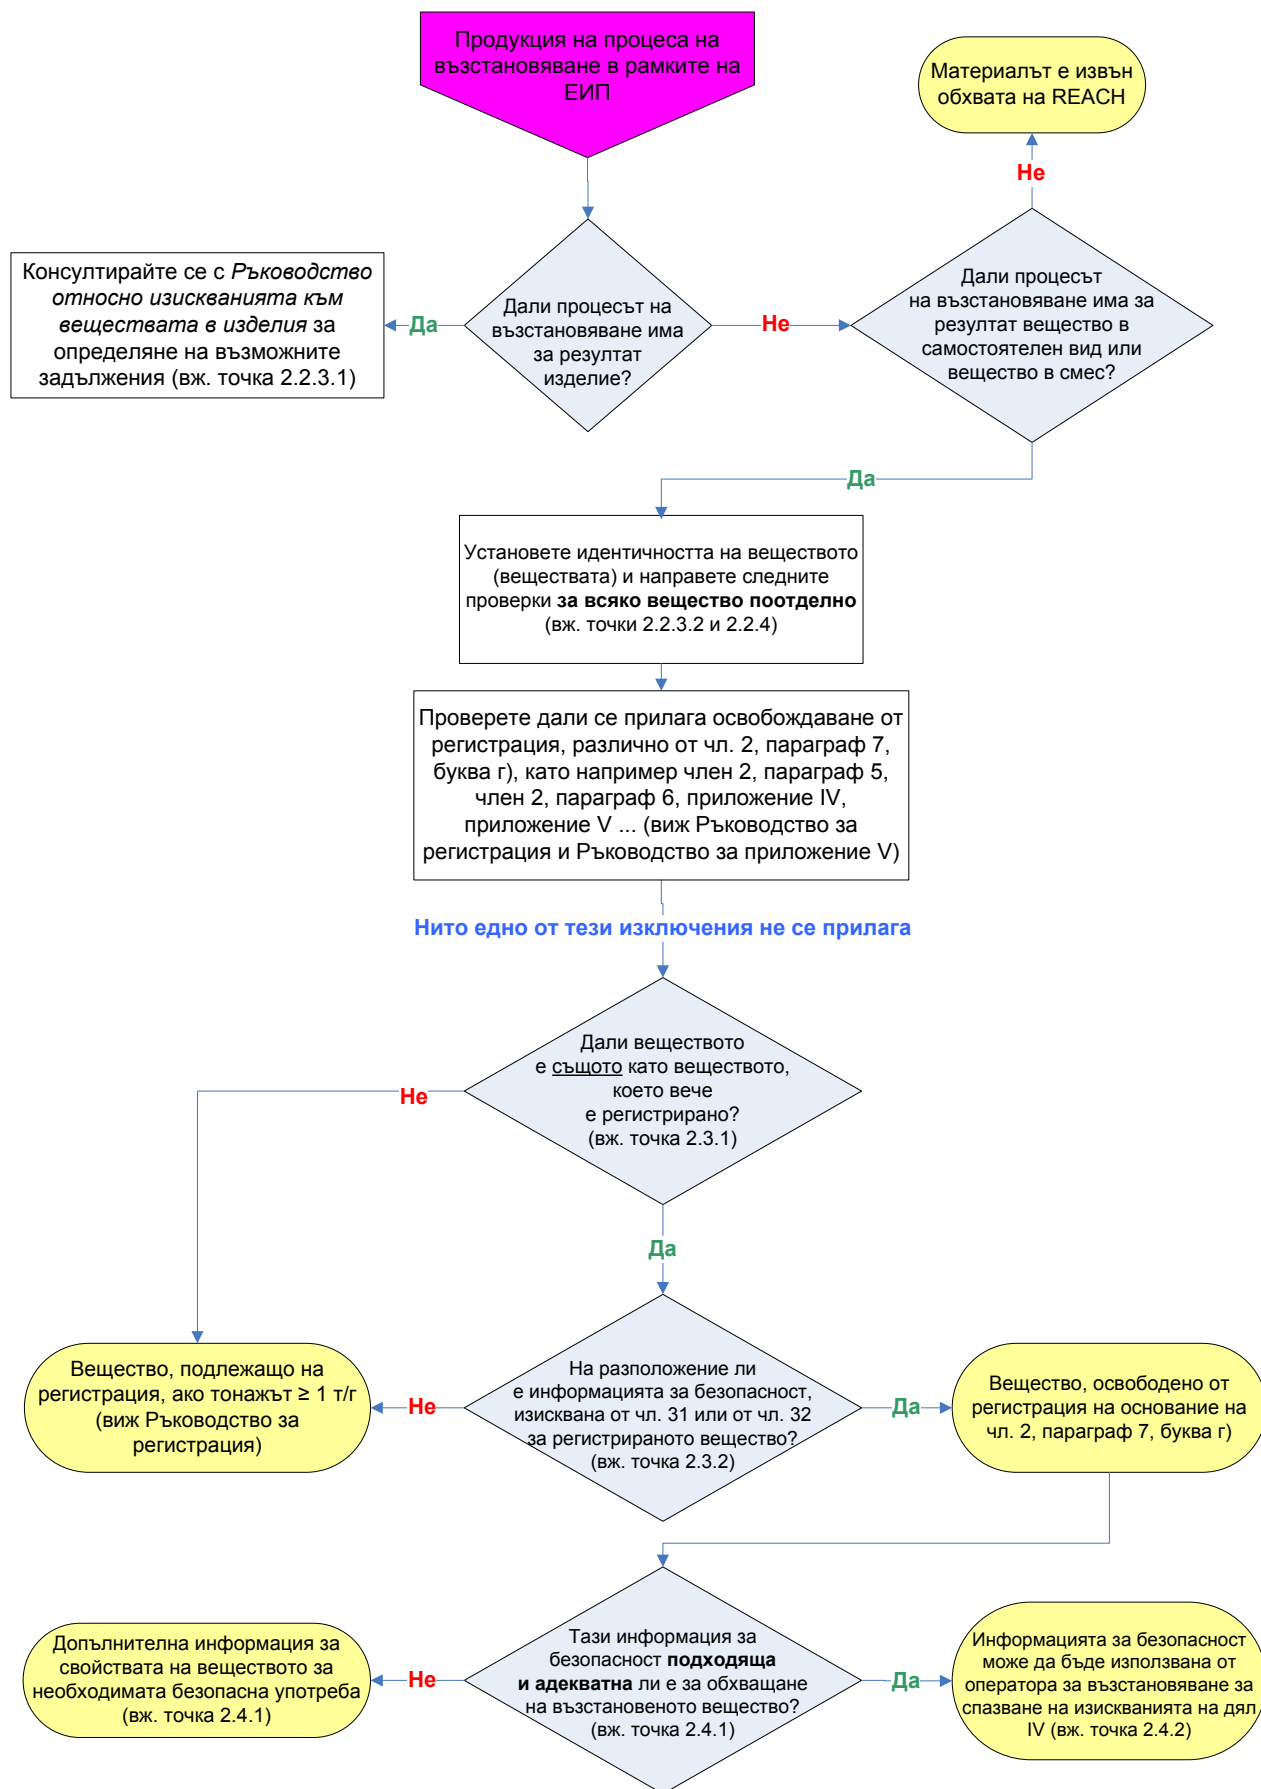 Продукция на процеса на
възстановяване в рамките на
ЕИП
Материалът е извън
обхвата на REACH
Не
Консултирайте се с Ръководство
относно изискванията към
веществата в изделия за
определяне на възможните
задължения (вж. точка 2.2.3.1)
Да
Дали процесът на
възстановяване има
за резултат
изделие?
Не
Дали процесът
на възстановяване има за
резултат вещество в
самостоятелен вид или
вещество в смес?
Да
Установете идентичността на веществото
(веществата) и направете следните
проверки за всяко вещество поотделно
(вж. точки 2.2.3.2 и 2.2.4)
Проверете дали се прилага освобождаване от
регистрация, различно от чл. 2, параграф 7,
буква г), като например член 2, параграф 5,
член 2, параграф 6, приложение IV,
приложение V ... (виж Ръководство за
регистрация и Ръководство за приложение V)
Нито едно от тези изключения не се прилага
Дали веществото
е същото като веществото,
което вече
е регистрирано?
(вж. точка 2.3.1)
Не
Да
Вещество, подлежащо на
регистрация, ако тонажът ≥ 1 т/г
(виж Ръководство за
регистрация)
Не
На разположение ли
е информацията за безопасност,
изисквана от чл. 31 или от чл. 32
за регистрираното вещество?
(вж. точка 2.3.2)
Да
Вещество, освободено от
регистрация на основание на
чл. 2, параграф 7, буква г)
Допълнителна информация за
свойствата на веществото за
необходимата безопасна употреба
(вж. точка 2.4.1)
Не
Тази информация за
безопасност подходяща
и адекватна ли е за обхващане
на възстановеното вещество?
(вж. точка 2.4.1)
Да
Информацията за безопасност
може да бъде използвана от
оператора за възстановяване за
спазване на изискванията на дял
IV (вж. точка 2.4.2)